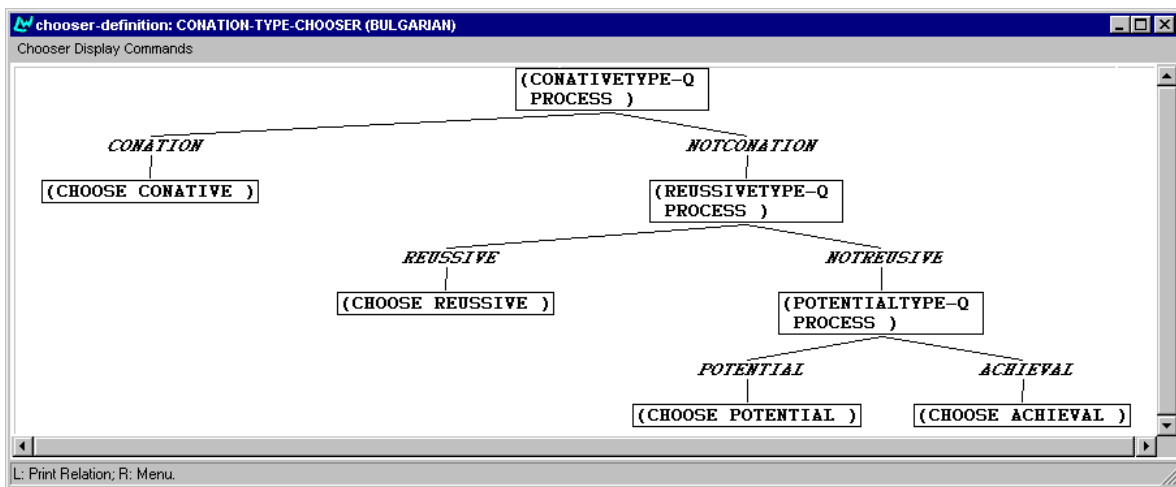 chooser-definition: CONATION-TYPE-CHOOSER (BULGARIAN)
Chooser Display Commands
(CONATIVETYPE-Q
PROCESS )
CONATION
NOTCONATION
(CHOOSE CONATIVE )
(REUSSIVETYPE-Q
PROCESS )
REUSSIVE
NOTREUSIVE
(CHOOSE REUSSIVE )
(POTENTIALTYPE-Q
PROCESS )
POTENTIAL
ACHIEVAL
(CHOOSE POTENTIAL )
(CHOOSE ACHIEVAL )
L: Print Relation; R: Menu.